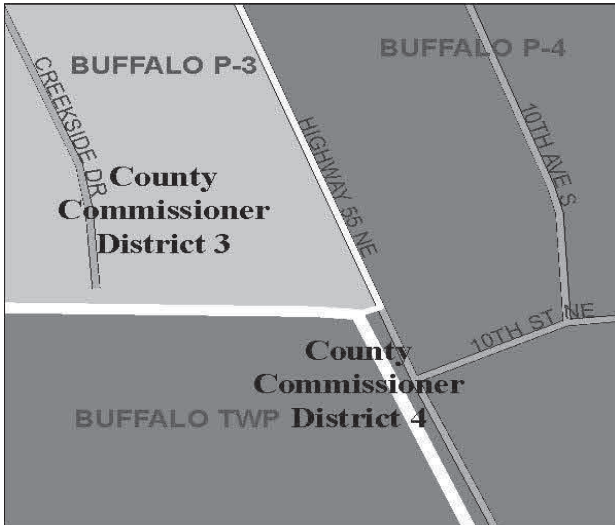 BUFFALO P-3
BUFFALO P-4
CREEKSIDE DR
HIGHWAY 55 NE
10TH AVE S
County
Commissioner
District 3
10TH ST NE
County
Commissioner
District 4
BUFFALO TWP